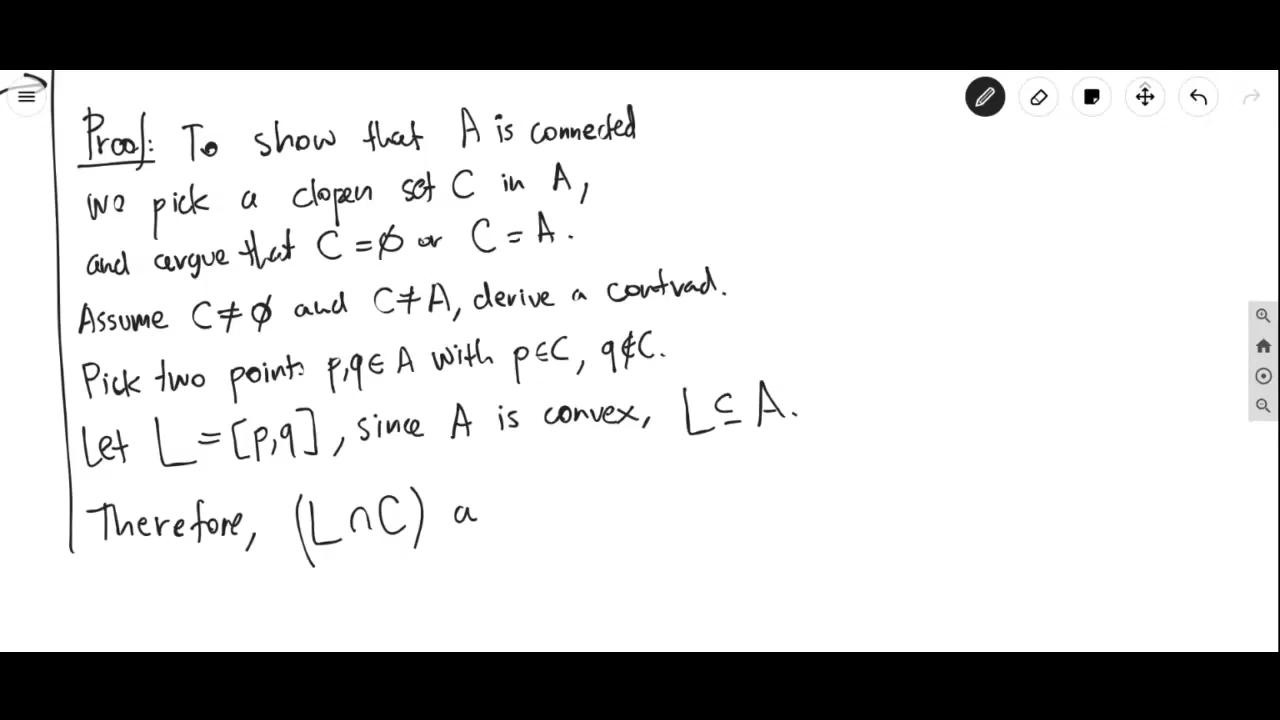 Proof: To show that A is connected
we pick a clopen set C in A,
and argue that C = ∅ or C = A.
Assume C ≠ ∅ and C ≠ A, derive a contrad.
Pick two points p,q ∈ A with p ∈ C, q ∉ C.
Let L = [p,q], since A is convex, L ⊆ A.
Therefore, (L ∩ C) a